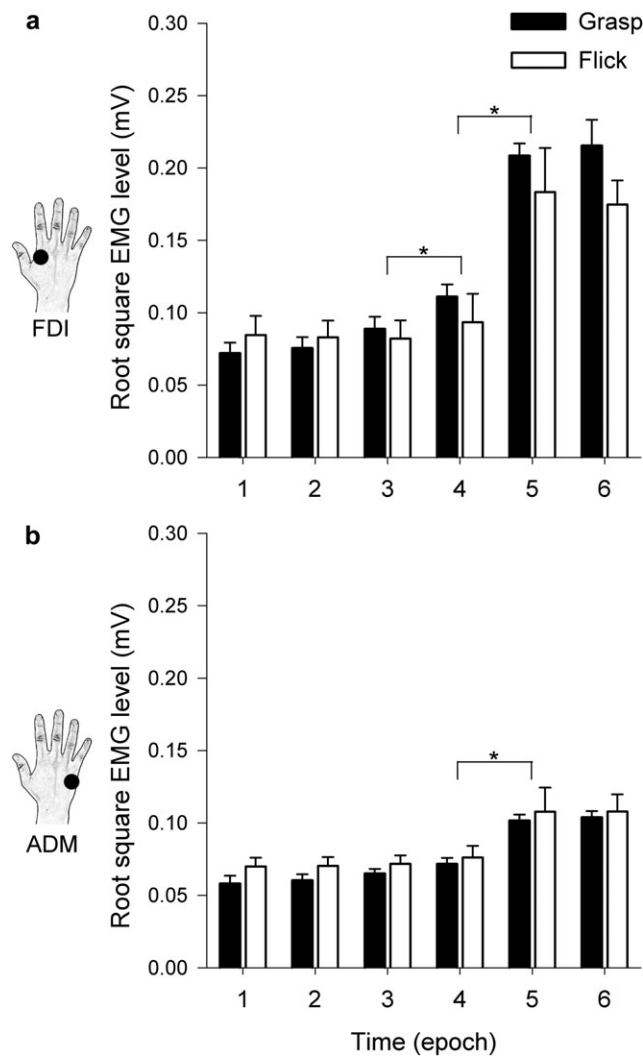 a
Grasp
Flick
Root square EMG level (mV)
0.30
0.25
0.20
0.15
0.10
0.05
0.00
*
*
FDI
1 2 3 4 5 6
b
Root square EMG level (mV)
0.30
0.25
0.20
0.15
0.10
0.05
0.00
*
ADM
1 2 3 4 5 6
Time (epoch)